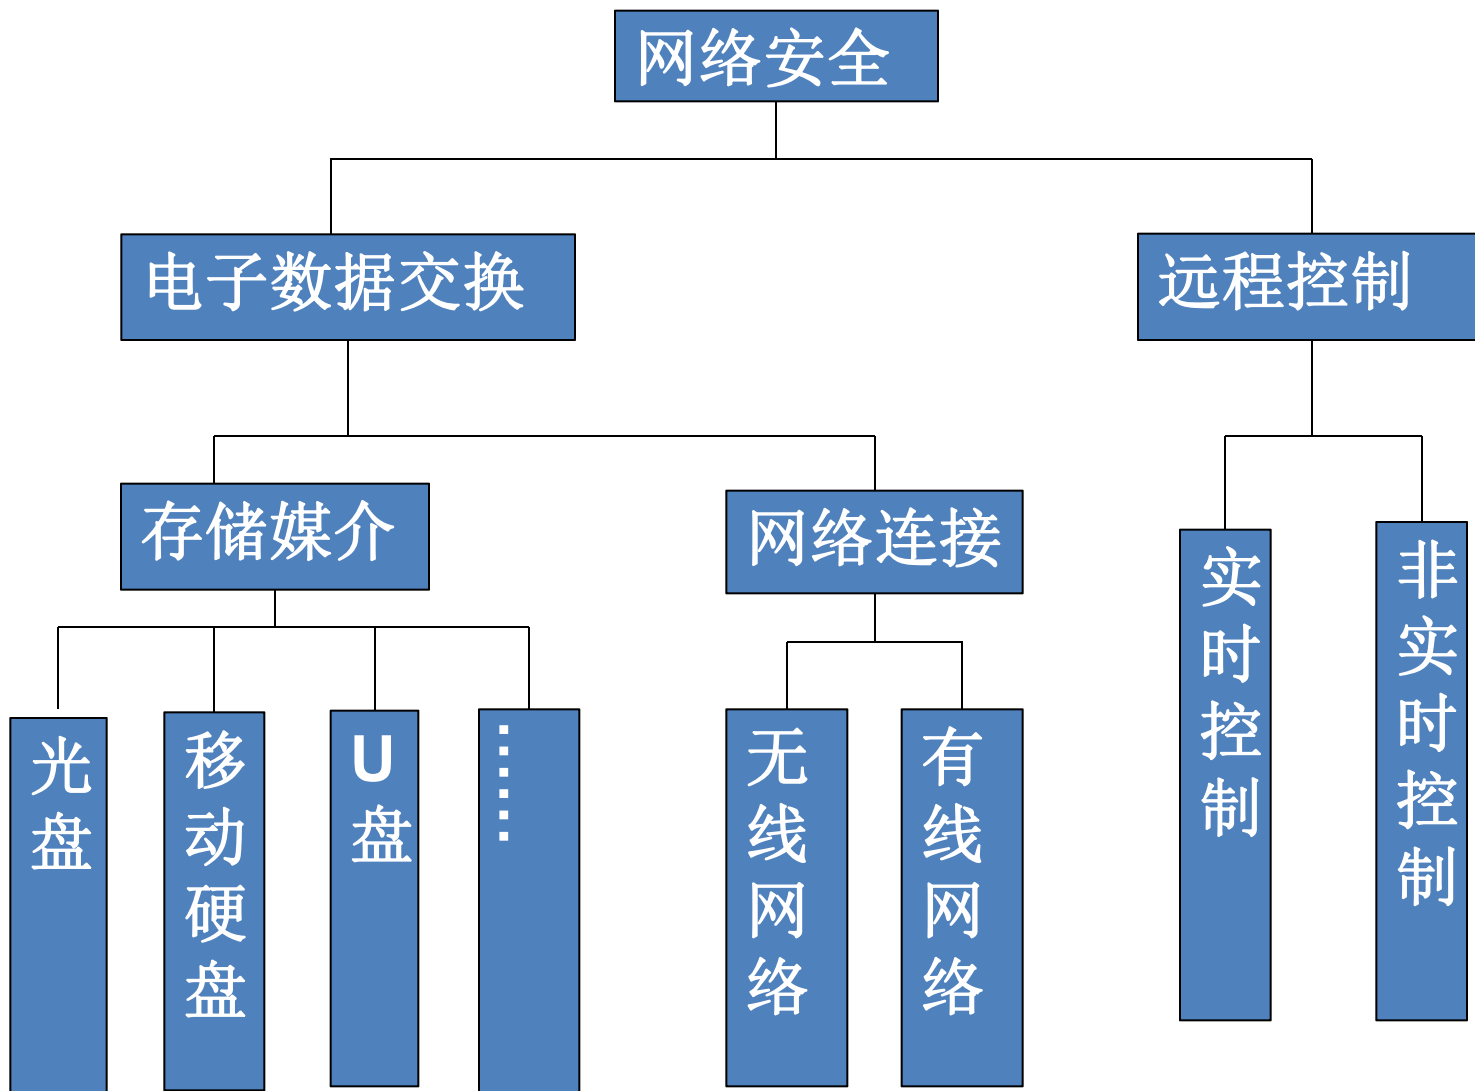 网络安全
电子数据交换
远程控制
存储媒介
网络连接
实时控制
非实时控制
光盘
移动硬盘
U盘
……
无线网络
有线网络